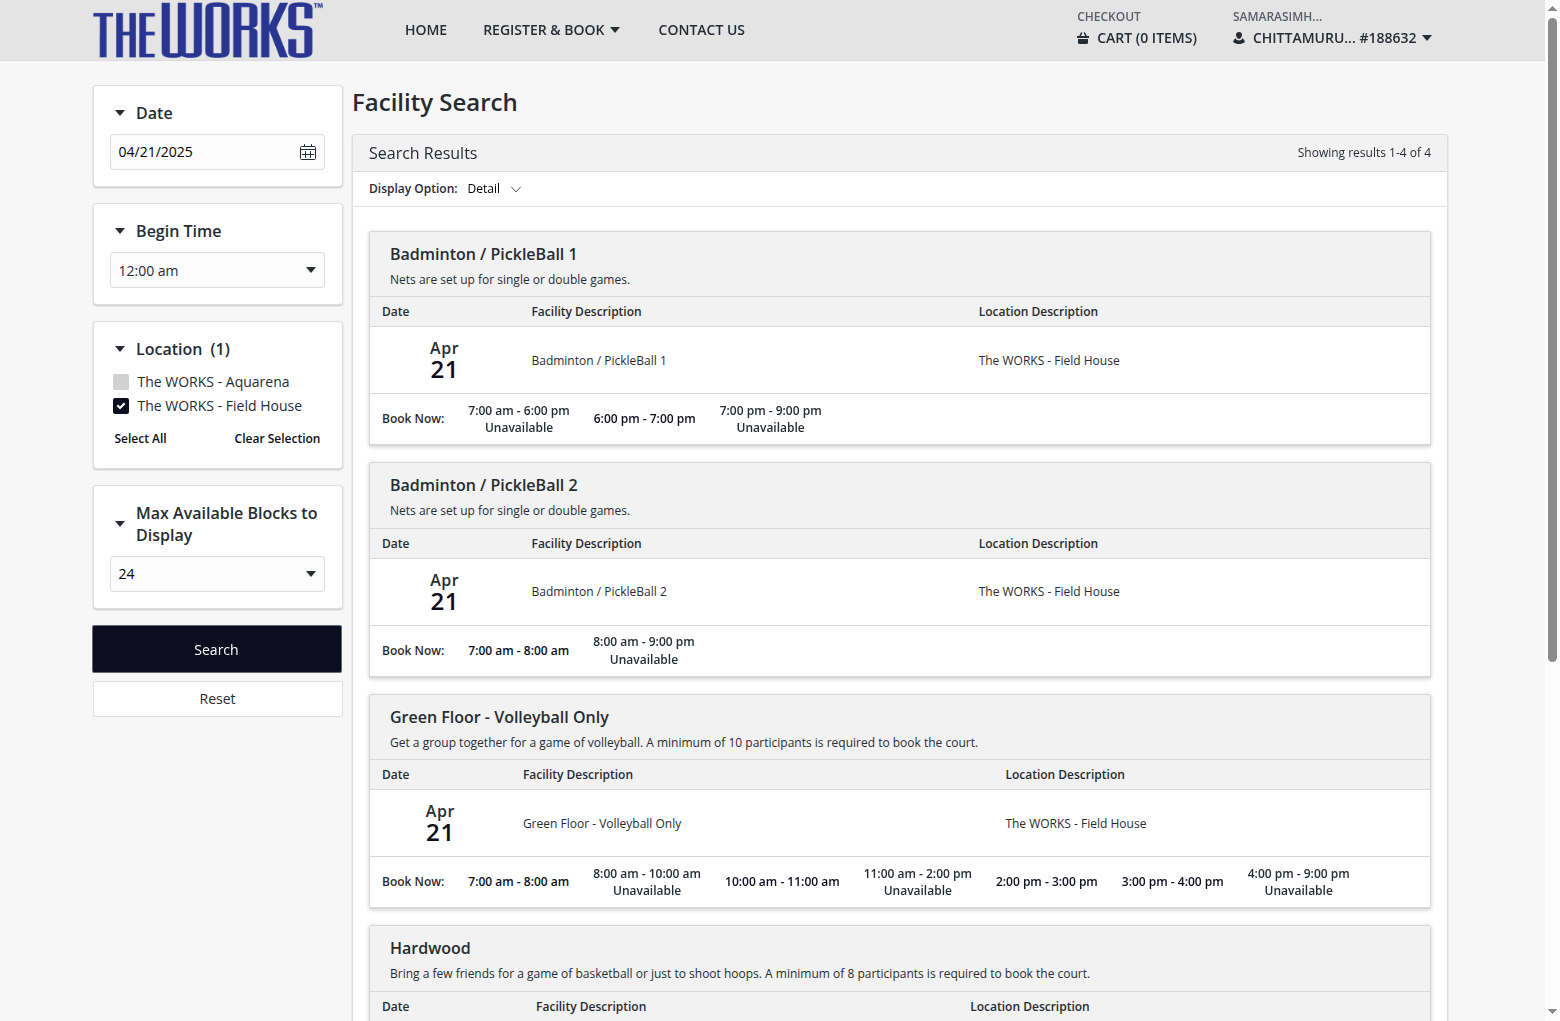 THE WORKS™
HOME
REGISTER & BOOK
CONTACT US
CHECKOUT
CART (0 ITEMS)
SAMARASIMH...
CHITTAMURU... #188632
Date
04/21/2025
Begin Time
12:00 am
Location (1)
The WORKS - Aquarena
The WORKS - Field House
Select All
Clear Selection
Max Available Blocks to
Display
24
Search
Reset
Facility Search
Search Results
Showing results 1-4 of 4
Display Option: Detail
Badminton / PickleBall 1
Nets are set up for single or double games.
Date Facility Description Location Description
Apr
21
Badminton / PickleBall 1
The WORKS - Field House
Book Now:
7:00 am - 6:00 pm
Unavailable
6:00 pm - 7:00 pm
7:00 pm - 9:00 pm
Unavailable
Badminton / PickleBall 2
Nets are set up for single or double games.
Date Facility Description Location Description
Apr
21
Badminton / PickleBall 2
The WORKS - Field House
Book Now:
7:00 am - 8:00 am
8:00 am - 9:00 pm
Unavailable
Green Floor - Volleyball Only
Get a group together for a game of volleyball. A minimum of 10 participants is required to book the court.
Date Facility Description Location Description
Apr
21
Green Floor - Volleyball Only
The WORKS - Field House
Book Now:
7:00 am - 8:00 am
8:00 am - 10:00 am
Unavailable
10:00 am - 11:00 am
11:00 am - 2:00 pm
Unavailable
2:00 pm - 3:00 pm
3:00 pm - 4:00 pm
4:00 pm - 9:00 pm
Unavailable
Hardwood
Bring a few friends for a game of basketball or just to shoot hoops. A minimum of 8 participants is required to book the court.
Date Facility Description Location Description